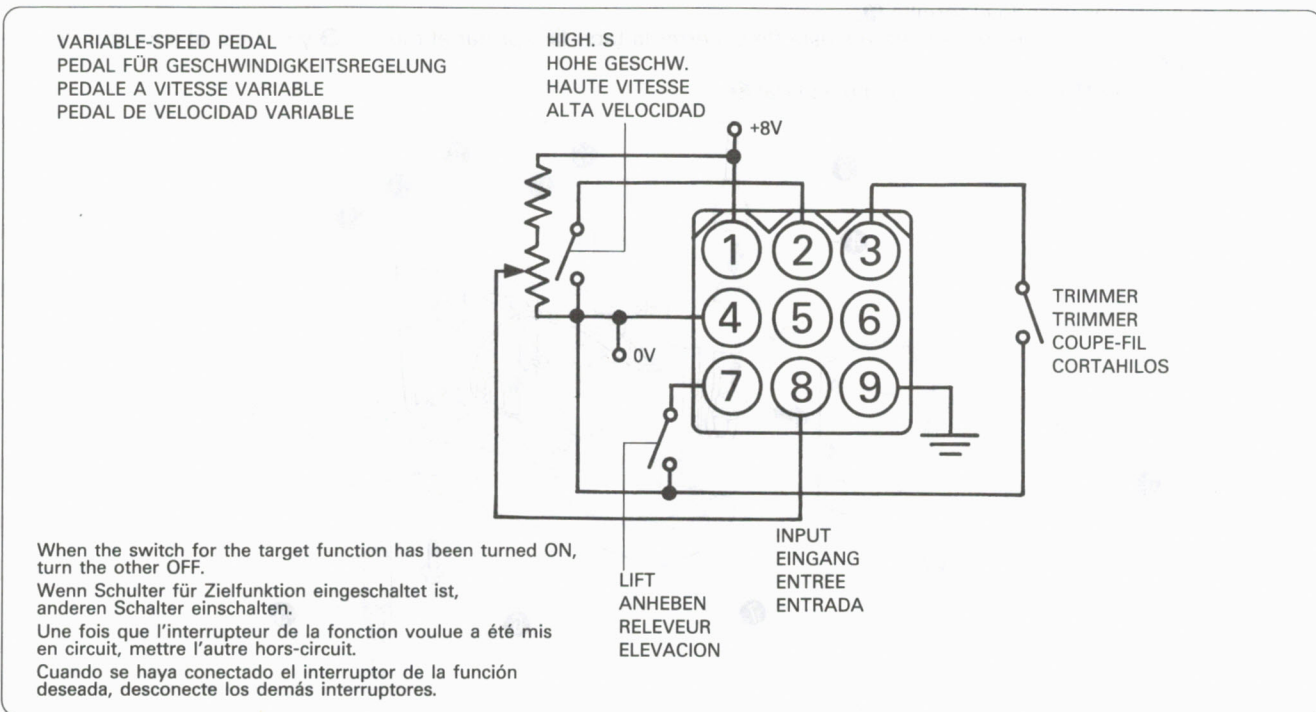 VARIABLE-SPEED PEDAL
PEDAL FÜR GESCHWINDIGKEITSREGELUNG
PEDALE A VITESSE VARIABLE
PEDAL DE VELOCIDAD VARIABLE
HIGH. S
HOHE GESCHW.
HAUTE VITESSE
ALTA VELOCIDAD
+8V
1 2 3
4 5 6
7 8 9
0V
TRIMMER
TRIMMER
COUPE-FIL
CORTAHILOS
INPUT
EINGANG
ENTREE
ENTRADA
LIFT
ANHEBEN
RELEVEUR
ELEVACION
When the switch for the target function has been turned ON,
turn the other OFF.
Wenn Schulter für Zielfunktion eingeschaltet ist,
anderen Schalter einschalten.
Une fois que l'interrupteur de la fonction voulue a été mis
en circuit, mettre l'autre hors-circuit.
Cuando se haya conectado el interruptor de la función
deseada, desconecte los demás interruptores.